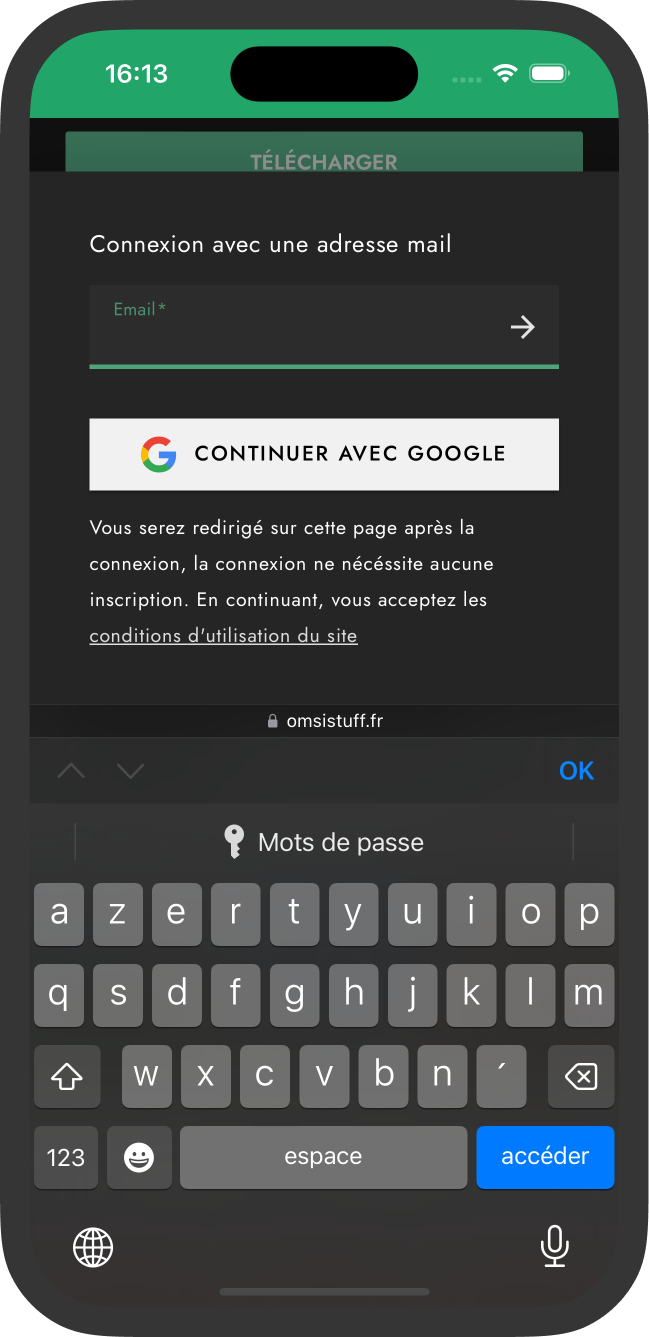 16:13
TÉLÉCHARGER
Connexion avec une adresse mail
Email*
CONTINUER AVEC GOOGLE
Vous serez redirigé sur cette page après la
connexion, la connexion ne nécéssite aucune
inscription. En continuant, vous acceptez les
conditions d'utilisation du site
omsistuff.fr
OK
Mots de passe
a z e r t y u i o p
q s d f g h j k l m
w x c v b n ´
123 espace accéder